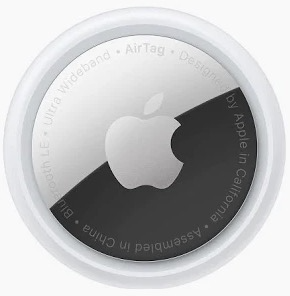 Bluetooth LE • Ultra Wideband • AirTag • Designed by Apple in California • Assembled in China •